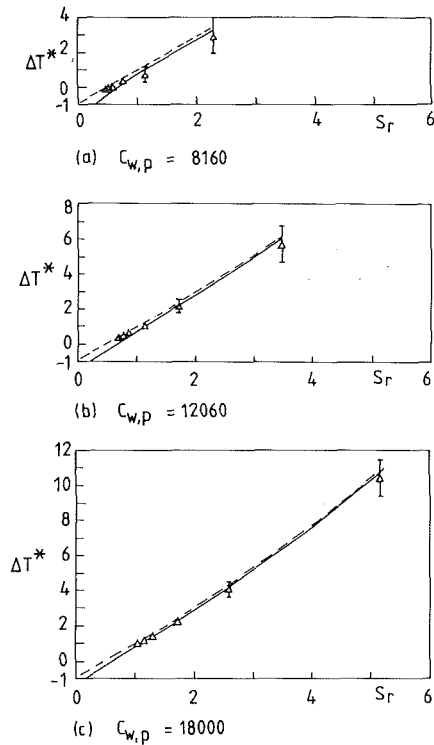 4
ΔT*
2
0
-1
0 2 4 Sr 6
(a) Cw,p = 8160
8
6
ΔT*
4
2
0
-1
0 2 4 Sr 6
(b) Cw,p = 12060
12
10
8
ΔT*
6
4
2
0
-1
0 2 4 Sr 6
(c) Cw,p = 18000